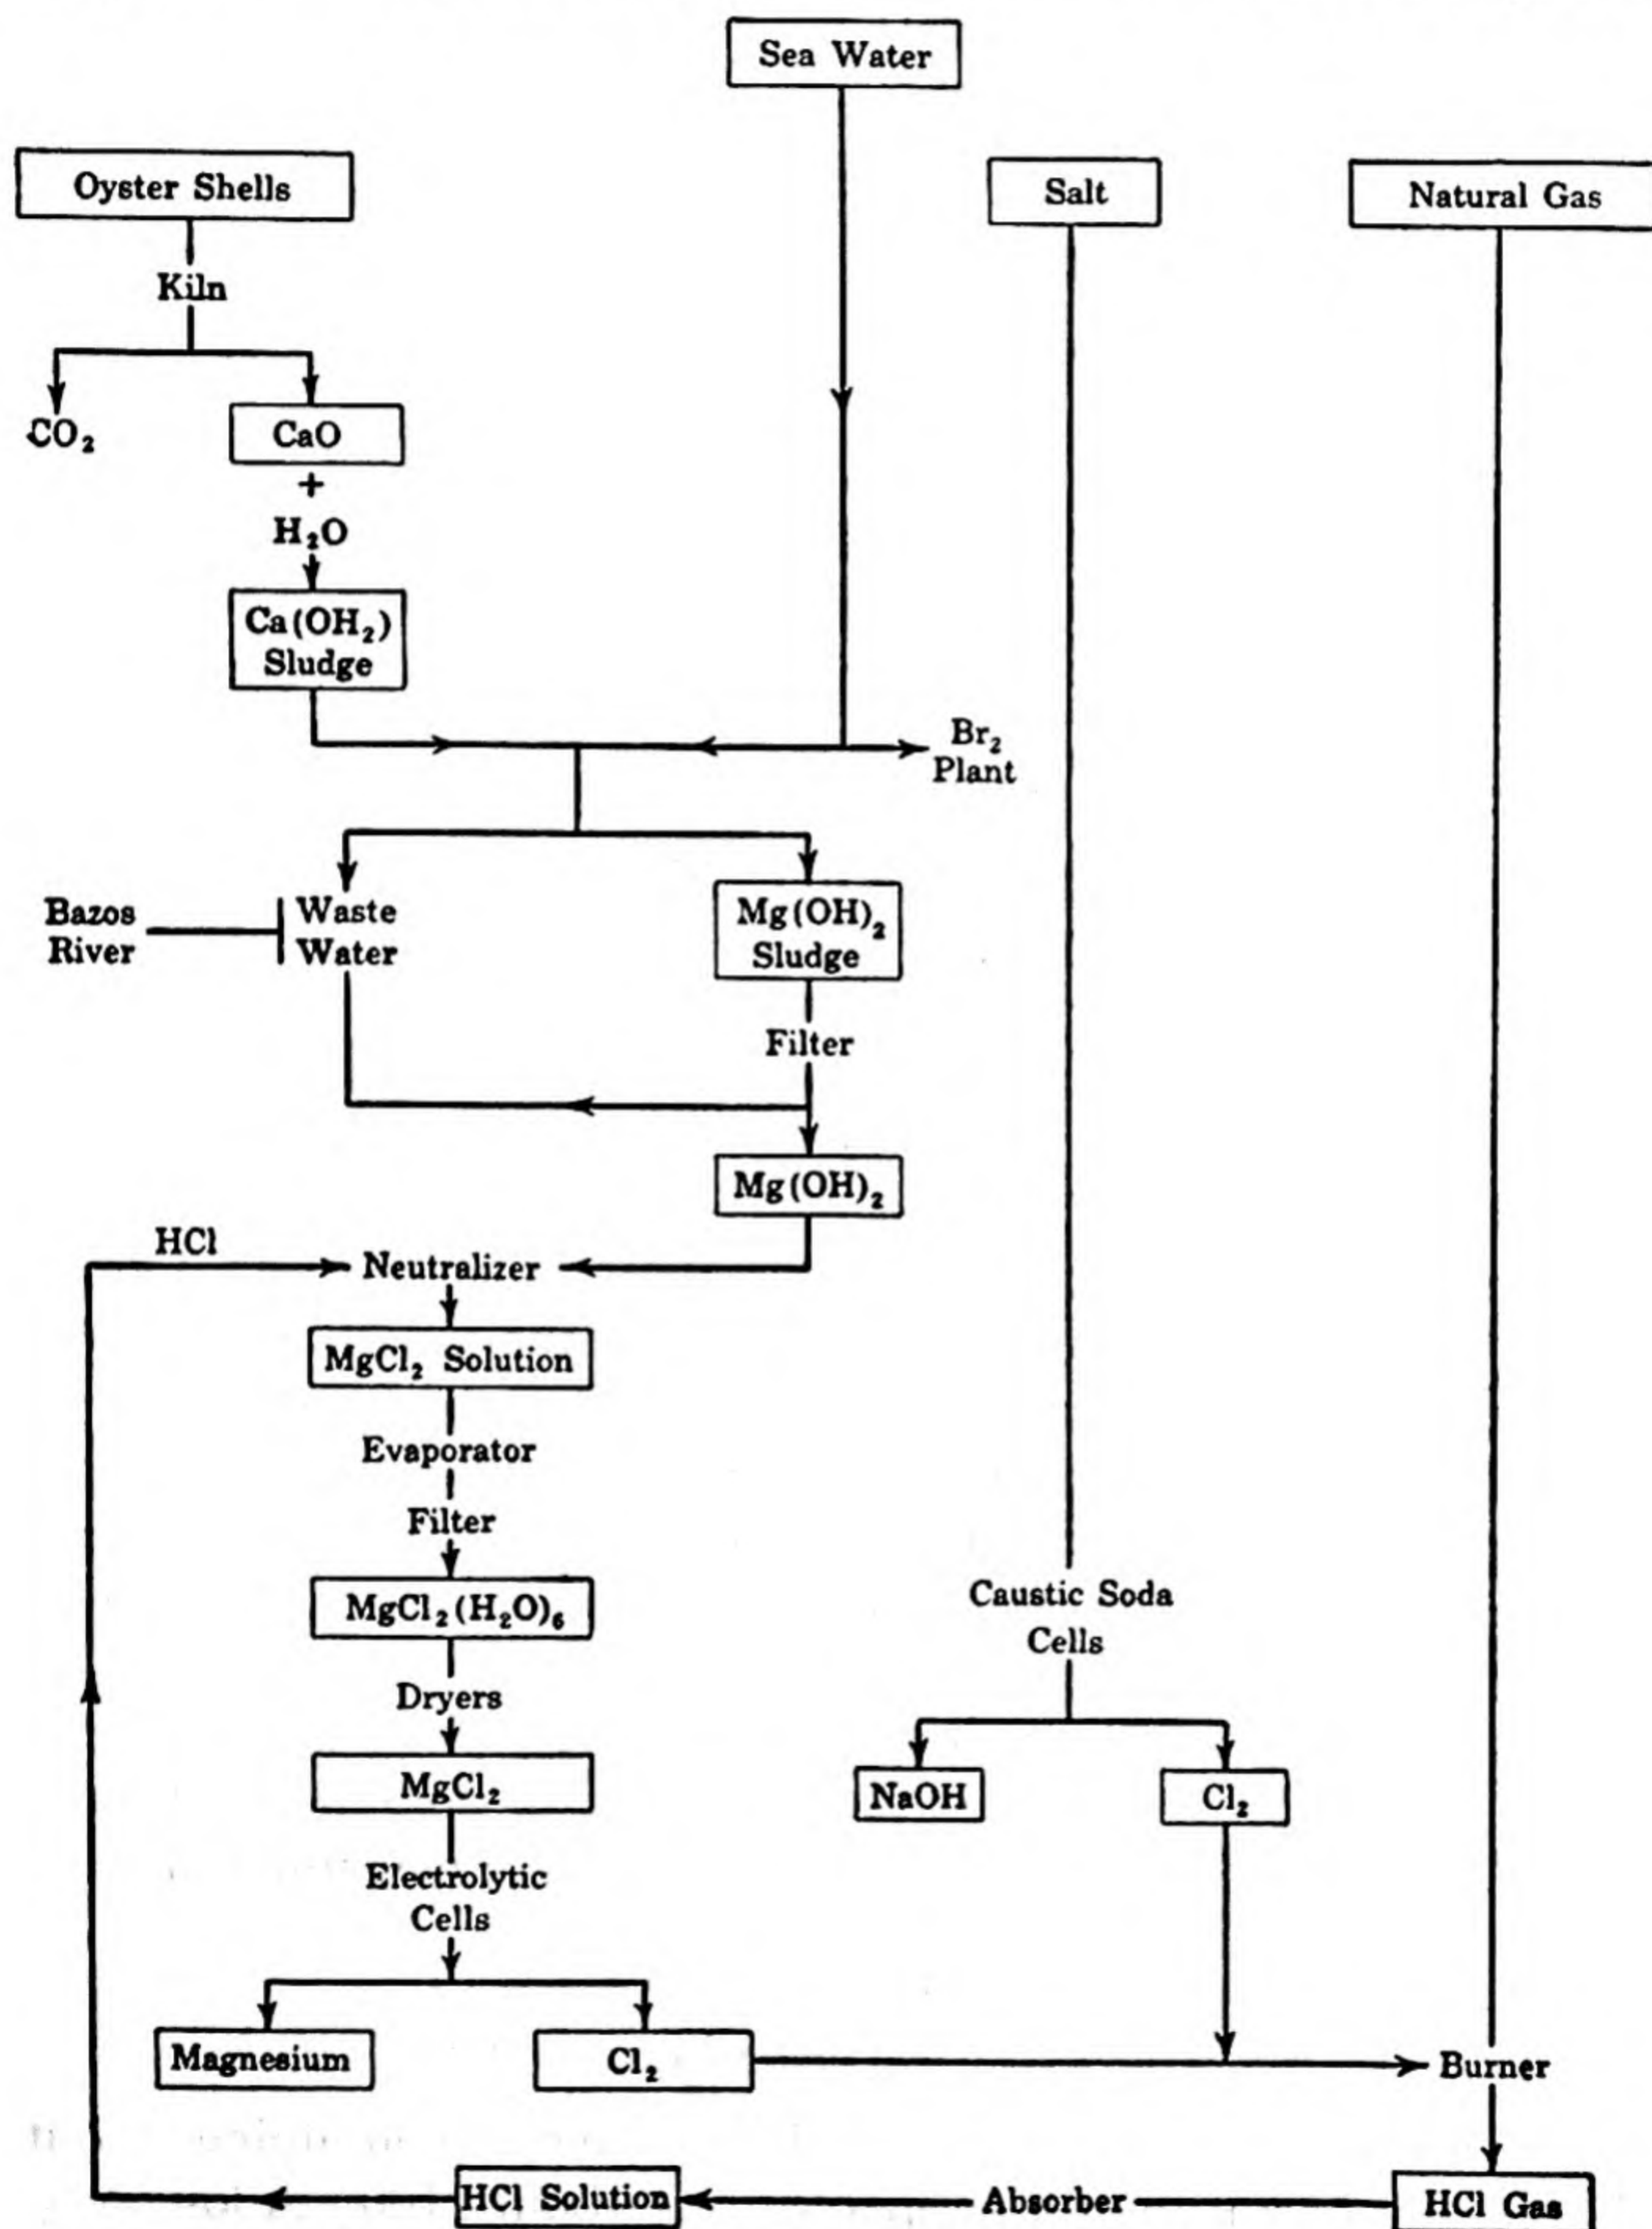 Sea Water
Oyster Shells
Salt
Natural Gas
Kiln
CO₂
CaO
+
H₂O
Ca(OH₂)
Sludge
Br₂
Plant
Bazos
River
Waste
Water
Mg(OH)₂
Sludge
Filter
Mg(OH)₂
HCl
Neutralizer
MgCl₂ Solution
Evaporator
Filter
MgCl₂(H₂O)₆
Dryers
MgCl₂
Electrolytic
Cells
Caustic Soda
Cells
NaOH
Cl₂
Magnesium
Cl₂
Burner
HCl Solution
Absorber
HCl Gas